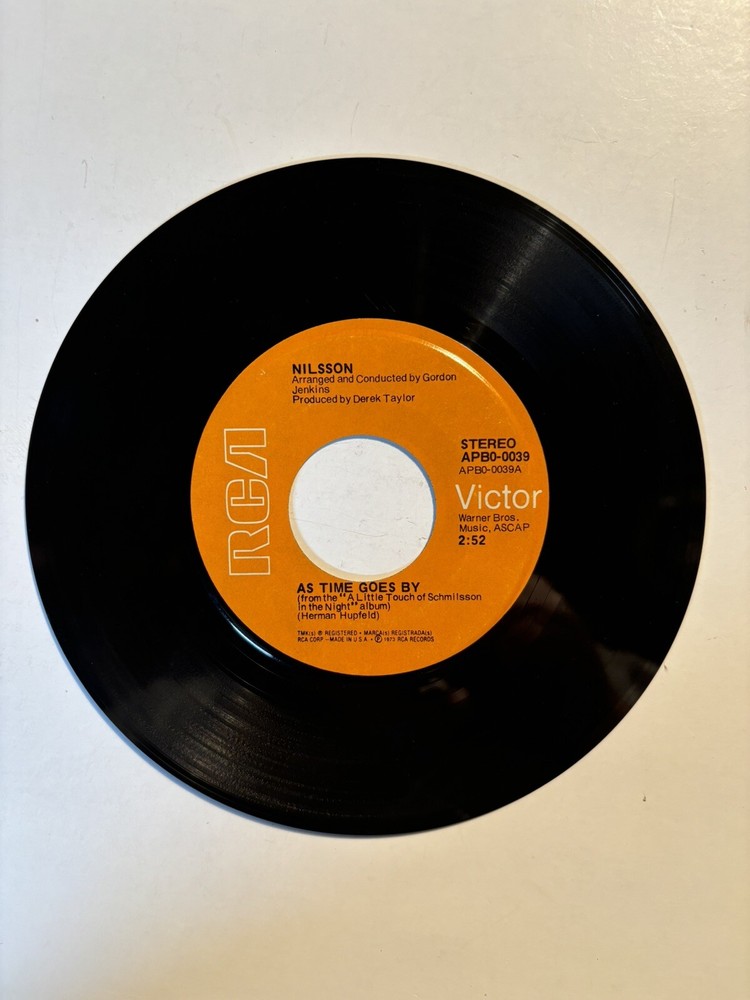 NILSSON
Arranged and Conducted by Gordon
Jenkins
Produced by Derek Taylor
RCA
STEREO
APB0-0039
APB0-0039A
Victor
Warner Bros.
Music, ASCAP
2:52
AS TIME GOES BY
(from the "A Little Touch of Schmilsson
in the Night" album)
(Herman Hupfeld)
TMK(s) ® REGISTERED • MARCA(s) REGISTRADA(s)
RCA CORP.—MADE IN U.S.A. • ℗ 1973 RCA RECORDS